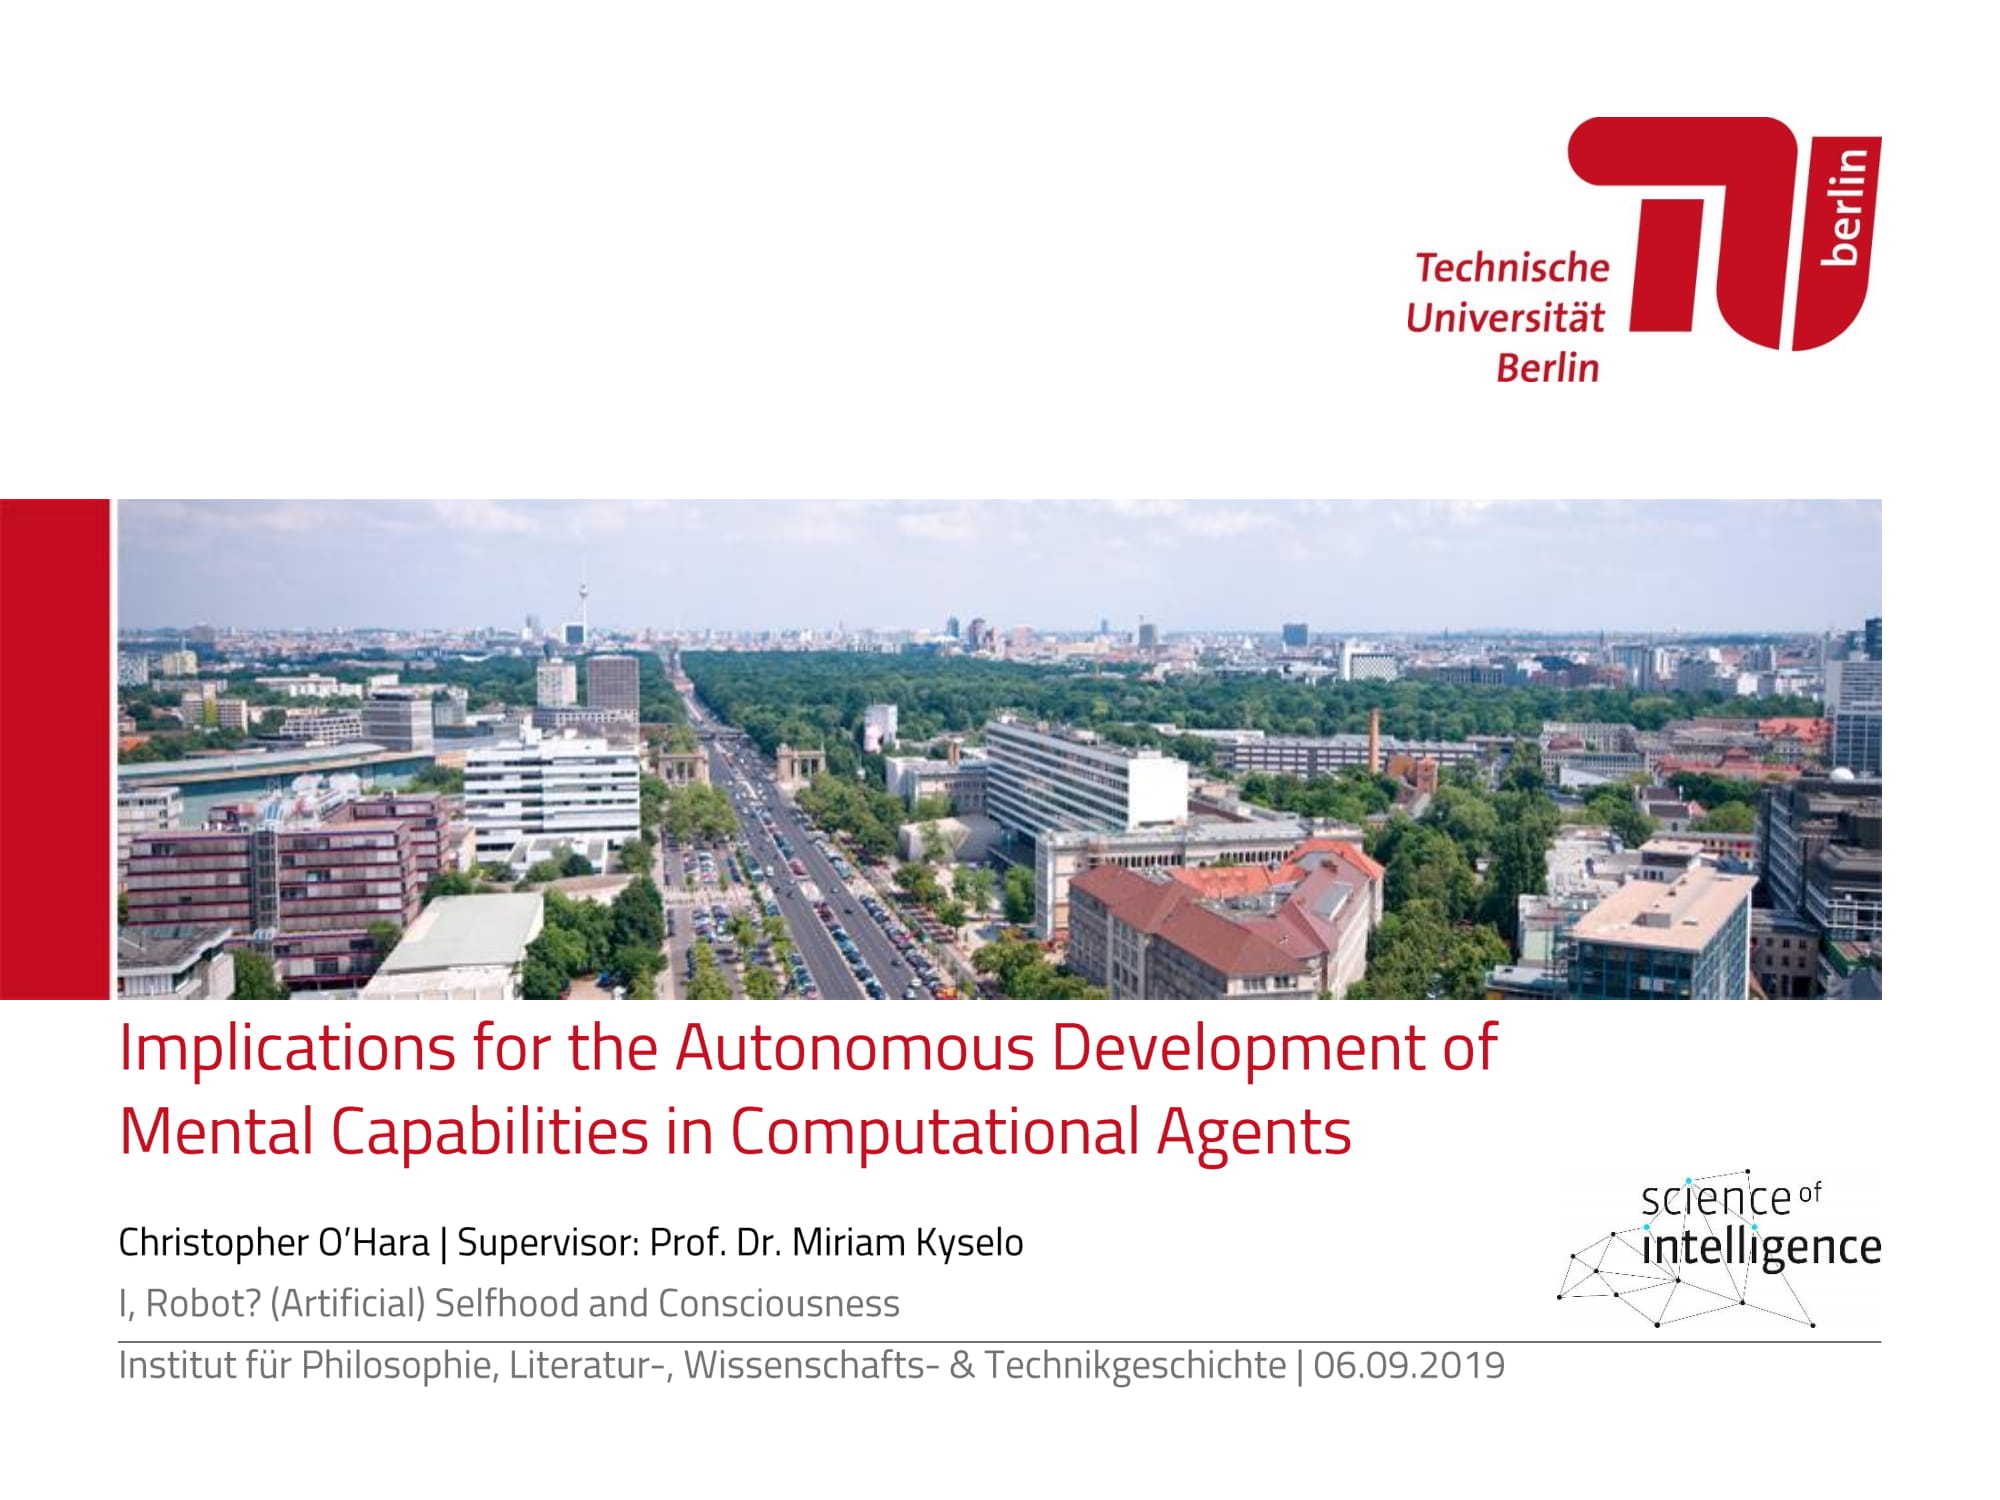 berlin
Technische
Universität
Berlin
Implications for the Autonomous Development of
Mental Capabilities in Computational Agents
Christopher O’Hara | Supervisor: Prof. Dr. Miriam Kyselo
I, Robot? (Artificial) Selfhood and Consciousness
science of
intelligence
Institut für Philosophie, Literatur-, Wissenschafts- & Technikgeschichte | 06.09.2019